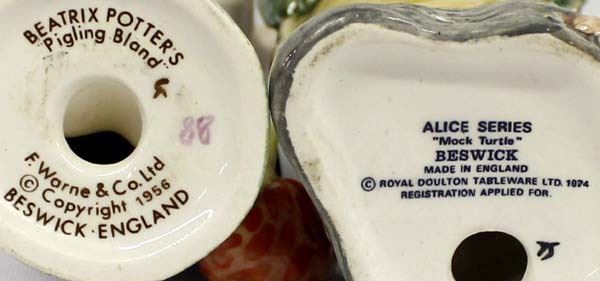 BEATRIX POTTER'S
"Pigling Bland"
88
F. Warne & Co. Ltd
© Copyright 1956
BESWICK · ENGLAND
ALICE SERIES
"Mock Turtle"
BESWICK
MADE IN ENGLAND
© ROYAL DOULTON TABLEWARE LTD. 1974
REGISTRATION APPLIED FOR.